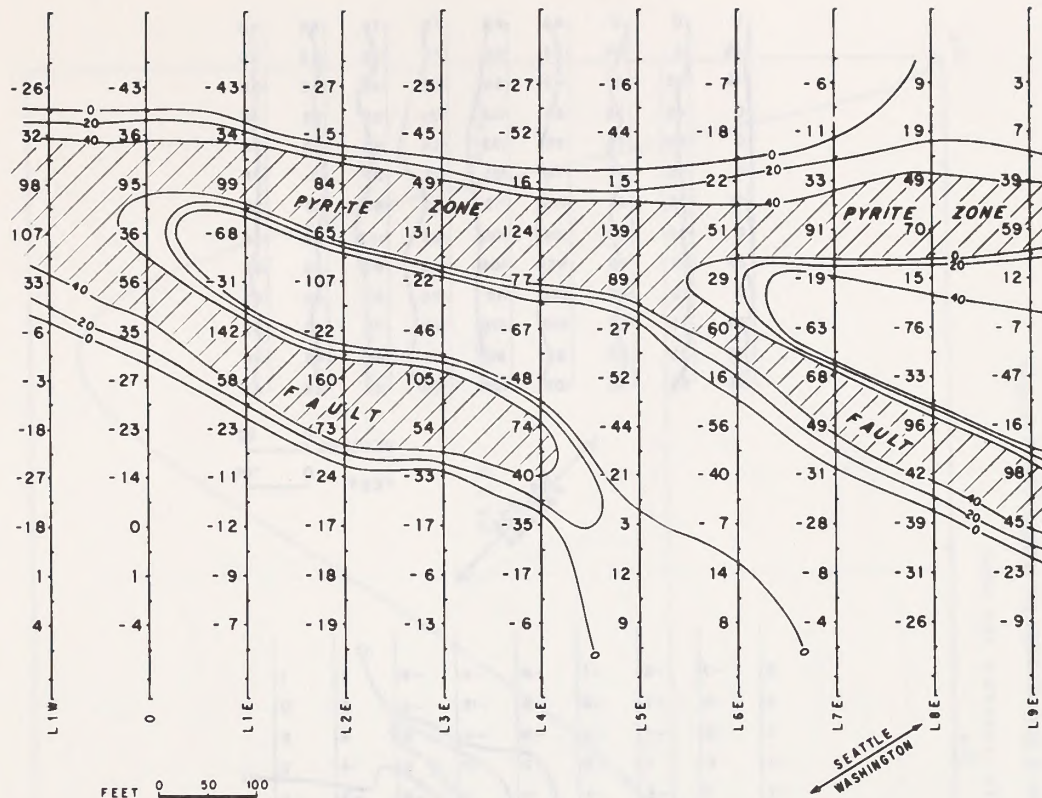 -26 -43 -43 -27 -25 -27 -16 -7 -6 9 3
0
20
32 40 36 34 -15 -45 -52 -44 -18 -11 19 7
0
20
98 95 99 84 49 16 15 22 33 49 39
40
PYRITE ZONE PYRITE ZONE
107 36 -68 65 131 124 139 51 91 70 59
0
20
33 56 -31 -107 -22 77 89 29 -19 15 12
40 40
20
-6 0 35 142 -22 -46 -67 -27 60 -63 -76 -7
-3 -27 58 160 105 -48 -52 16 68 -33 -47
FAULT FAULT
-18 -23 -23 73 54 74 -44 -56 49 96 -16
-27 -14 -11 -24 -33 40 21 -40 -31 42 98
40
20
0
-18 0 -12 -17 -17 -35 3 -7 -28 -39 45
1 1 -9 -18 -6 -17 12 14 -8 -31 -23
4 -4 -7 -19 -13 -6 9 8 -4 -26 -9
0 0
L1W 0 L1E L2E L3E L4E L5E L6E L7E L8E L9E
SEATTLE
WASHINGTON
FEET 0 50 100